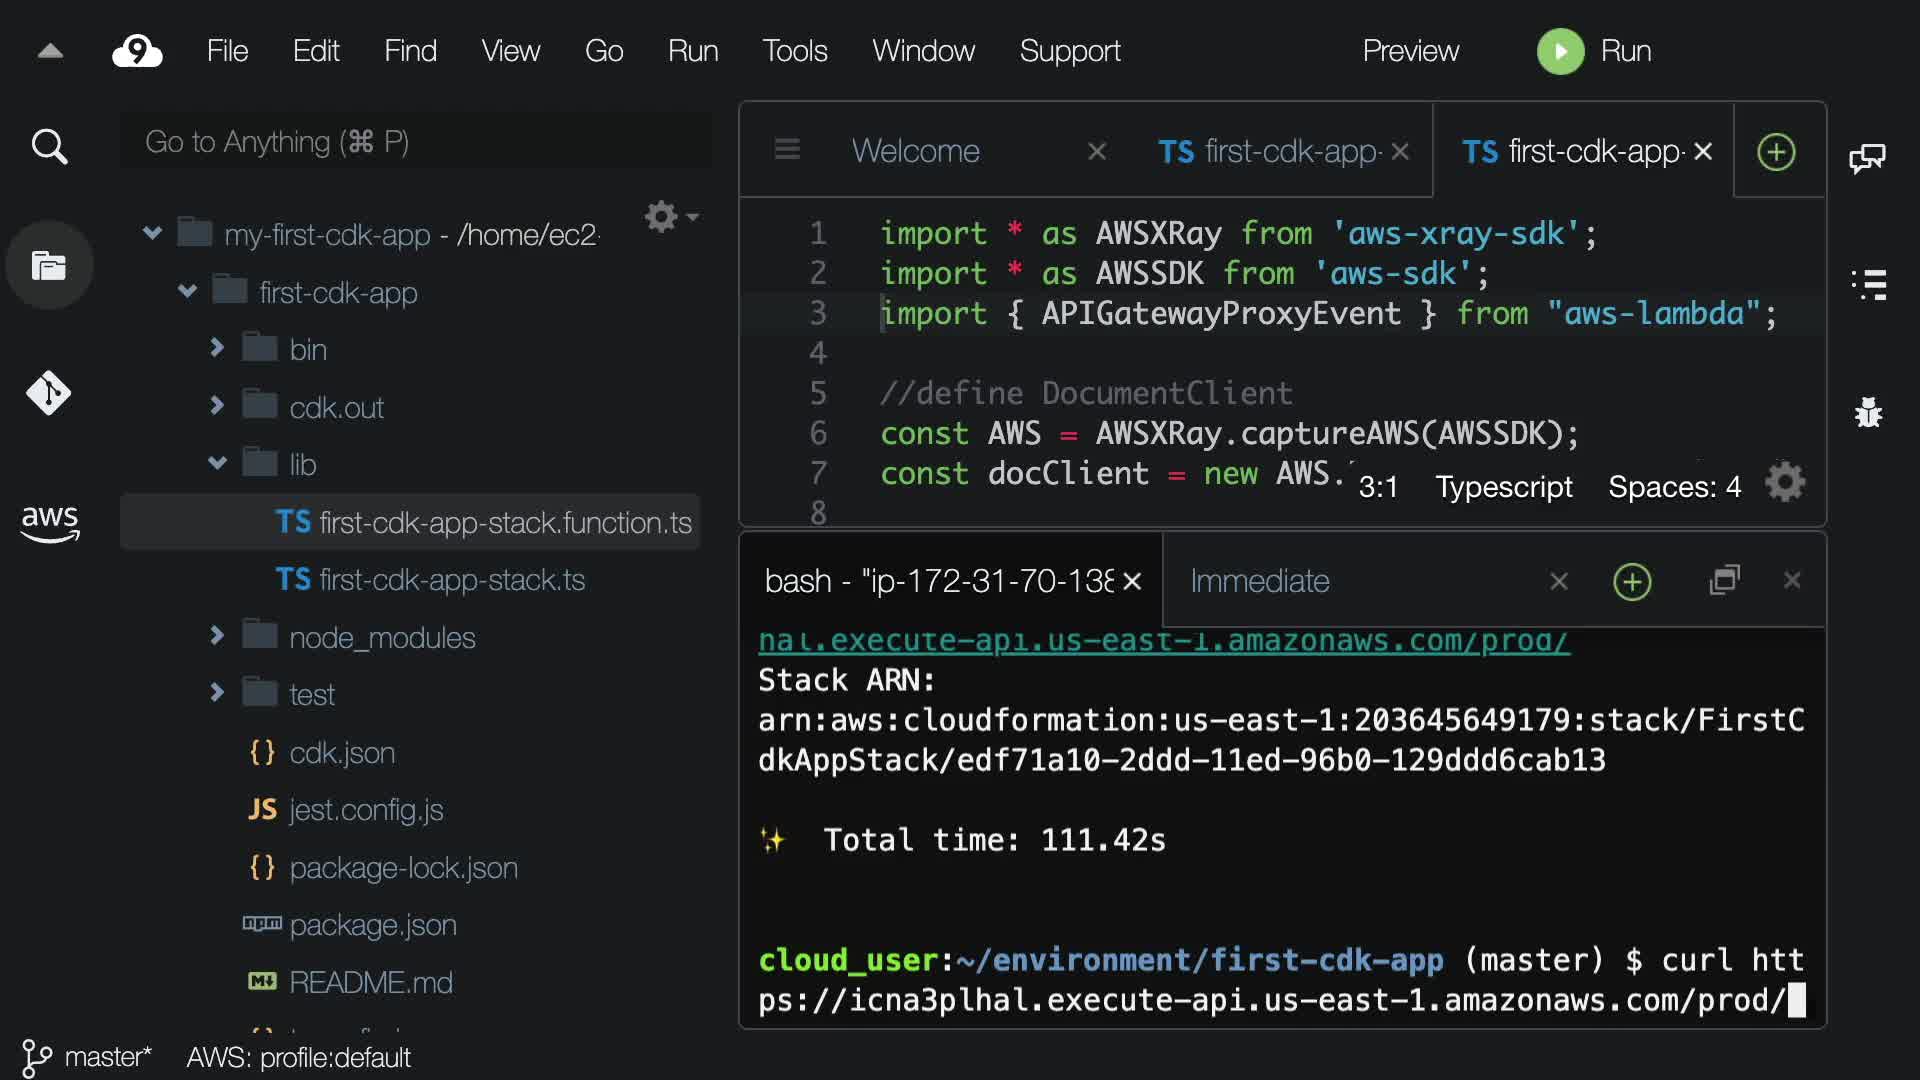 9 File Edit Find View Go Run Tools Window Support Preview Run
Go to Anything (⌘ P)
my-first-cdk-app - /home/ec2
first-cdk-app
bin
cdk.out
lib
TS first-cdk-app-stack.function.ts
TS first-cdk-app-stack.ts
node_modules
test
{} cdk.json
JS jest.config.js
{} package-lock.json
package.json
M README.md
aws
master* AWS: profile:default
Welcome × TS first-cdk-app- × TS first-cdk-app- ×
1 import * as AWSXRay from 'aws-xray-sdk';
2 import * as AWSSDK from 'aws-sdk';
3 import { APIGatewayProxyEvent } from "aws-lambda";
4
5 //define DocumentClient
6 const AWS = AWSXRay.captureAWS(AWSSDK);
7 const docClient = new AWS.
8
3:1 Typescript Spaces: 4
bash - "ip-172-31-70-138 × Immediate ×
nal.execute-api.us-east-1.amazonaws.com/prod/
Stack ARN:
arn:aws:cloudformation:us-east-1:203645649179:stack/FirstC
dkAppStack/edf71a10-2ddd-11ed-96b0-129ddd6cab13
✨ Total time: 111.42s
cloud_user:~/environment/first-cdk-app (master) $ curl htt
ps://icna3plhal.execute-api.us-east-1.amazonaws.com/prod/